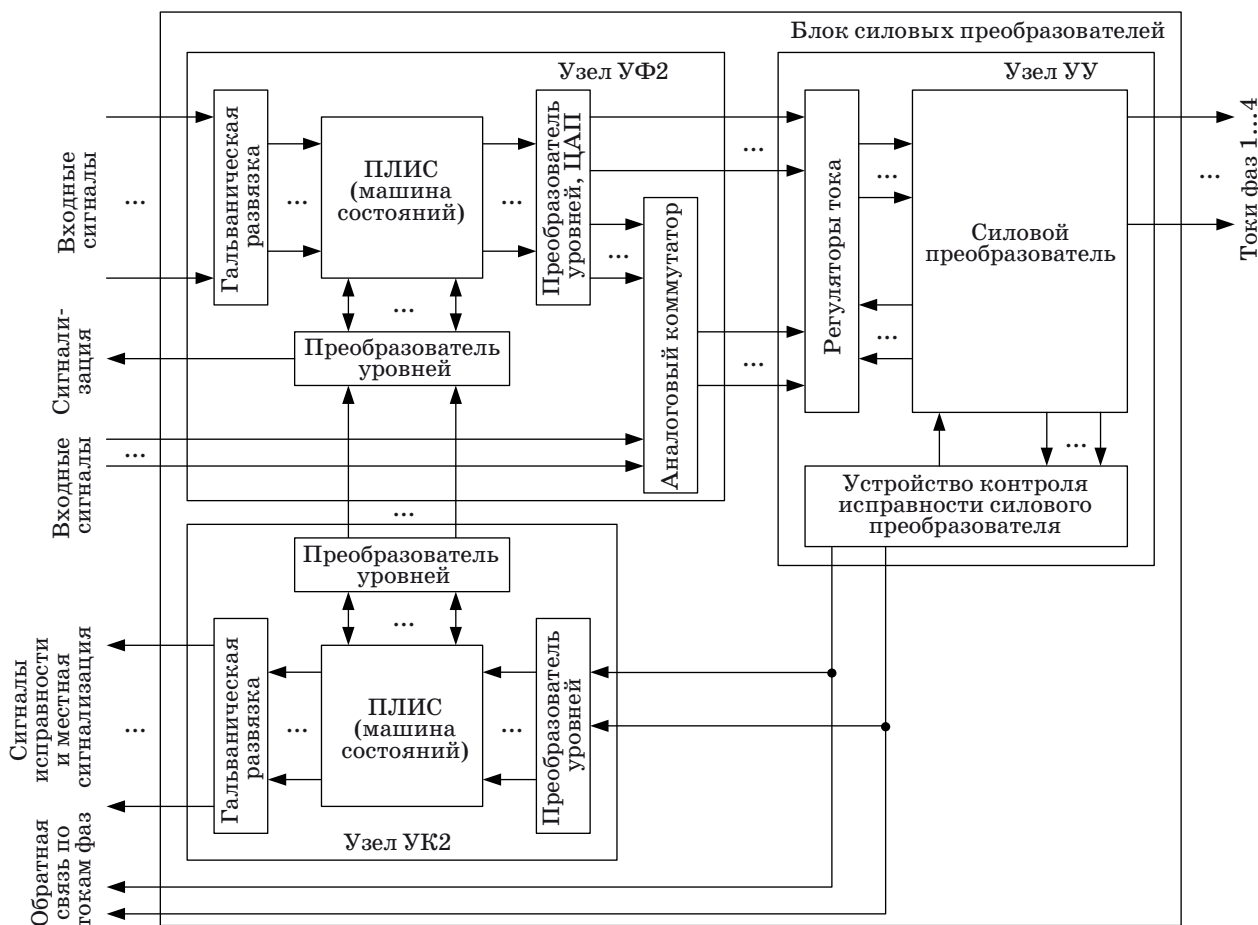 Блок силовых преобразователей
Узел УФ2
Узел УУ
Входные
сигналы
...
Гальваническая
развязка
...
ПЛИС
(машина
состояний)
...
Преобразователь
уровней, ЦАП
...
...
Аналоговый коммутатор
...
Регуляторы тока
...
...
Силовой
преобразователь
...
Токи фаз 1...4
Сигнали-
зация
...
Преобразователь
уровней
Входные
сигналы
...
...
Устройство контроля
исправности силового
преобразователя
...
Преобразователь
уровней
...
Сигналы
исправности
и местная
сигнализация
...
Гальваническая
развязка
...
ПЛИС
(машина
состояний)
...
Преобразователь
уровней
Узел УК2
Обратная
связь по
токам фаз